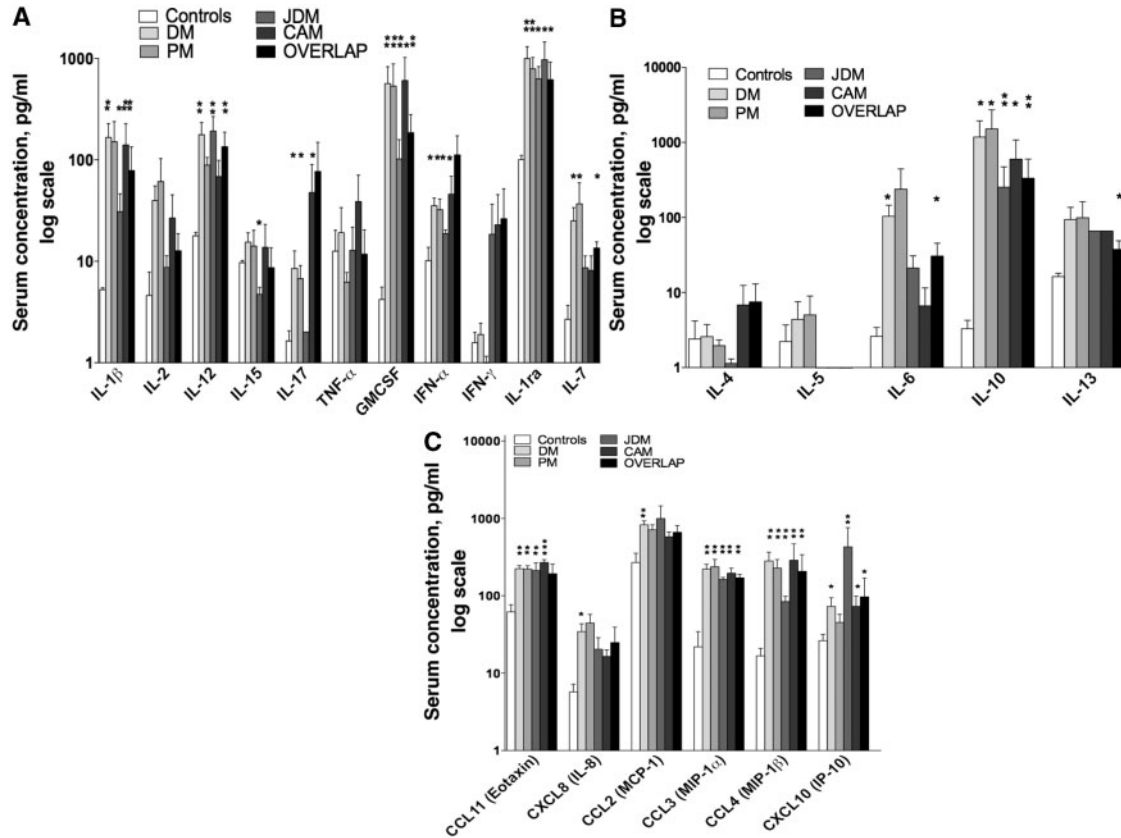 A
Controls
DM
PM
JDM
CAM
OVERLAP
Serum concentration, pg/ml
log scale
1000
100
10
1
IL-1β
IL-2
IL-12
IL-15
IL-17
TNF-α
GMCSF
IFN-α
IFN-γ
IL-1ra
IL-7
B
Controls
DM
PM
JDM
CAM
OVERLAP
Serum concentration, pg/ml
log scale
10000
1000
100
10
1
IL-4
IL-5
IL-6
IL-10
IL-13
C
Controls
DM
PM
JDM
CAM
OVERLAP
Serum concentration, pg/ml
log scale
10000
1000
100
10
1
CCL11 (Eotaxin)
CXCL8 (IL-8)
CCL2 (MCP-1)
CCL3 (MIP-1α)
CCL4 (MIP-1β)
CXCL10 (IP-10)